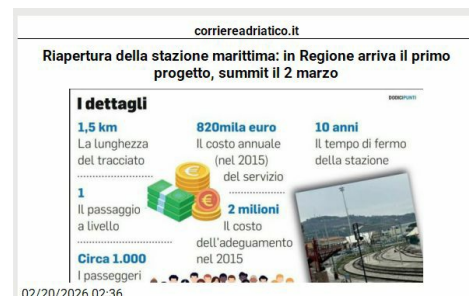 corriereadriatico.it
Riapertura della stazione marittima: in Regione arriva il primo
progetto, summit il 2 marzo
I dettagli
DODICIPUNTI
1,5 km
La lunghezza
del tracciato
1
Il passaggio
a livello
Circa 1.000
I passeggeri
820mila euro
Il costo annuale
(nel 2015)
del servizio
2 milioni
Il costo
dell'adeguamento
nel 2015
10 anni
Il tempo di fermo
della stazione
02/20/2026 02:36